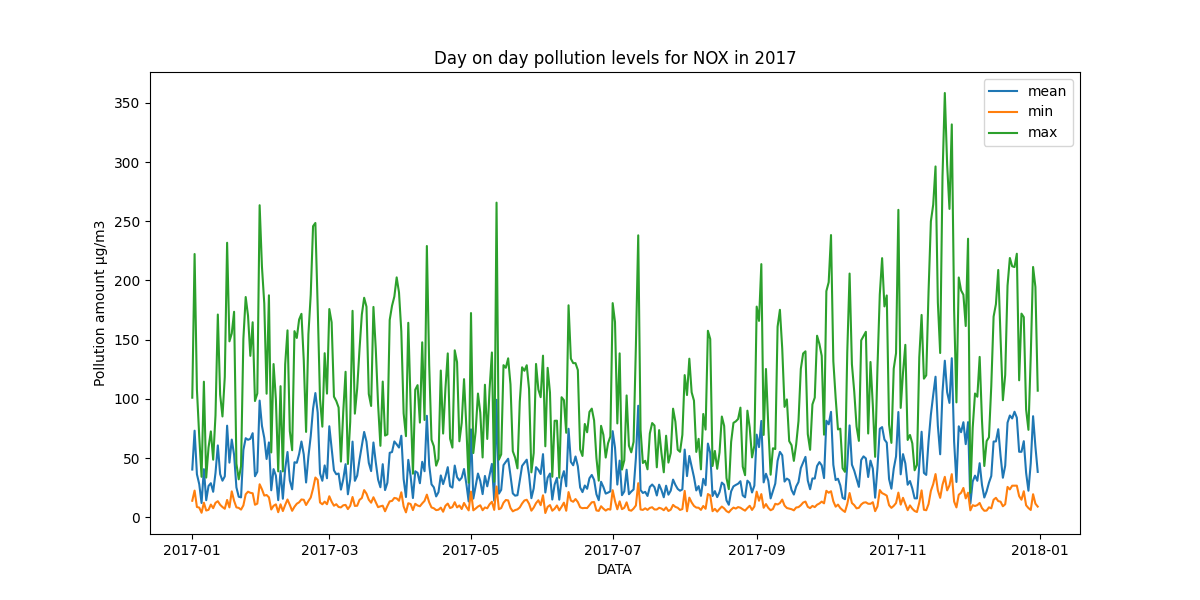 Day on day pollution levels for NOX in 2017
mean
min
max
350
300
250
200
150
100
50
0
Pollution amount µg/m3
2017-01
2017-03
2017-05
2017-07
2017-09
2017-11
2018-01
DATA